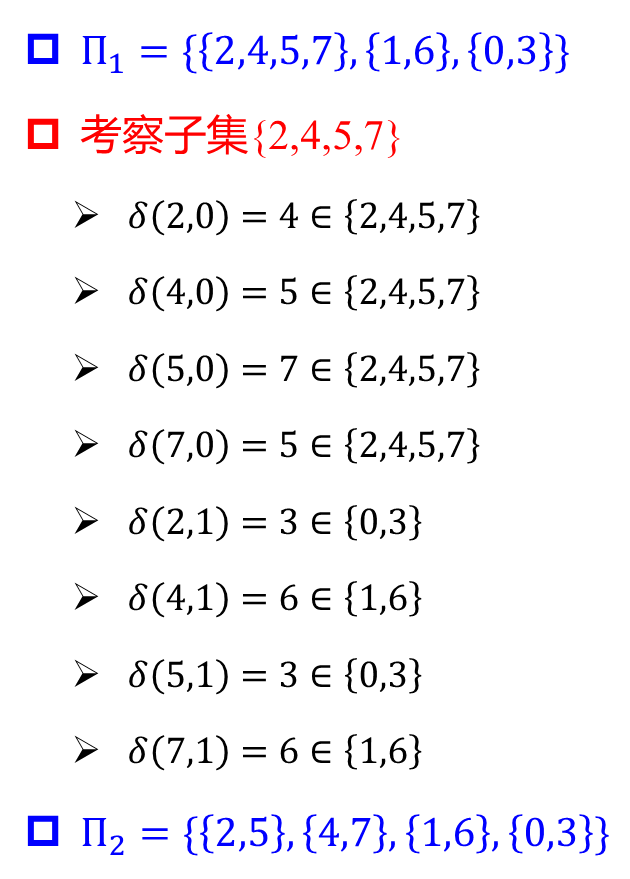 Π₁ = {{2,4,5,7},{1,6},{0,3}}
考察子集{2,4,5,7}
δ(2,0) = 4 ∈ {2,4,5,7}
δ(4,0) = 5 ∈ {2,4,5,7}
δ(5,0) = 7 ∈ {2,4,5,7}
δ(7,0) = 5 ∈ {2,4,5,7}
δ(2,1) = 3 ∈ {0,3}
δ(4,1) = 6 ∈ {1,6}
δ(5,1) = 3 ∈ {0,3}
δ(7,1) = 6 ∈ {1,6}
Π₂ = {{2,5},{4,7},{1,6},{0,3}}